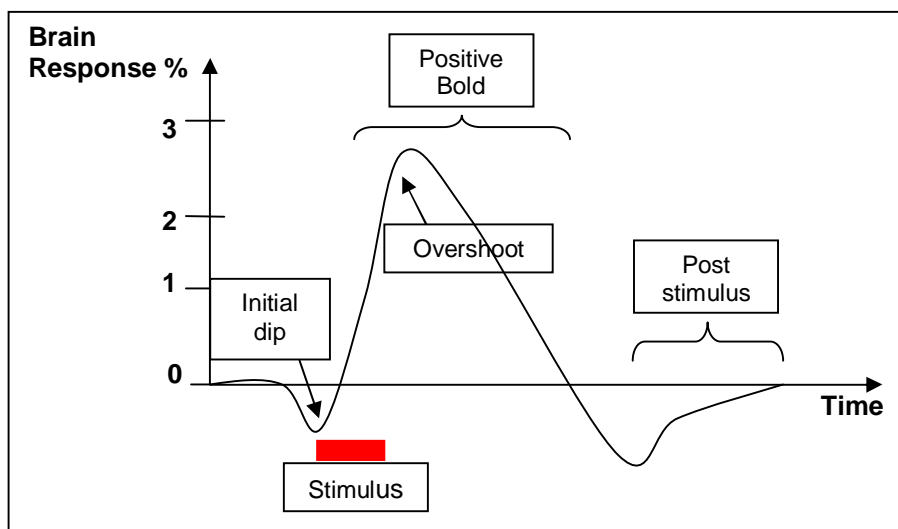 Brain
Response %
Positive
Bold
3
2
Overshoot
Post
stimulus
1
Initial
dip
0
Time
Stimulus